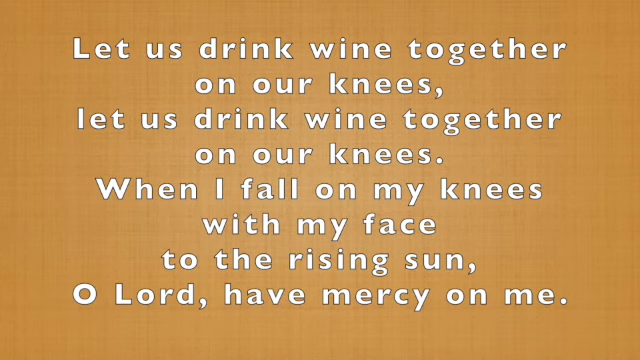 Let us drink wine together
on our knees,
let us drink wine together
on our knees.
When I fall on my knees
with my face
to the rising sun,
O Lord, have mercy on me.